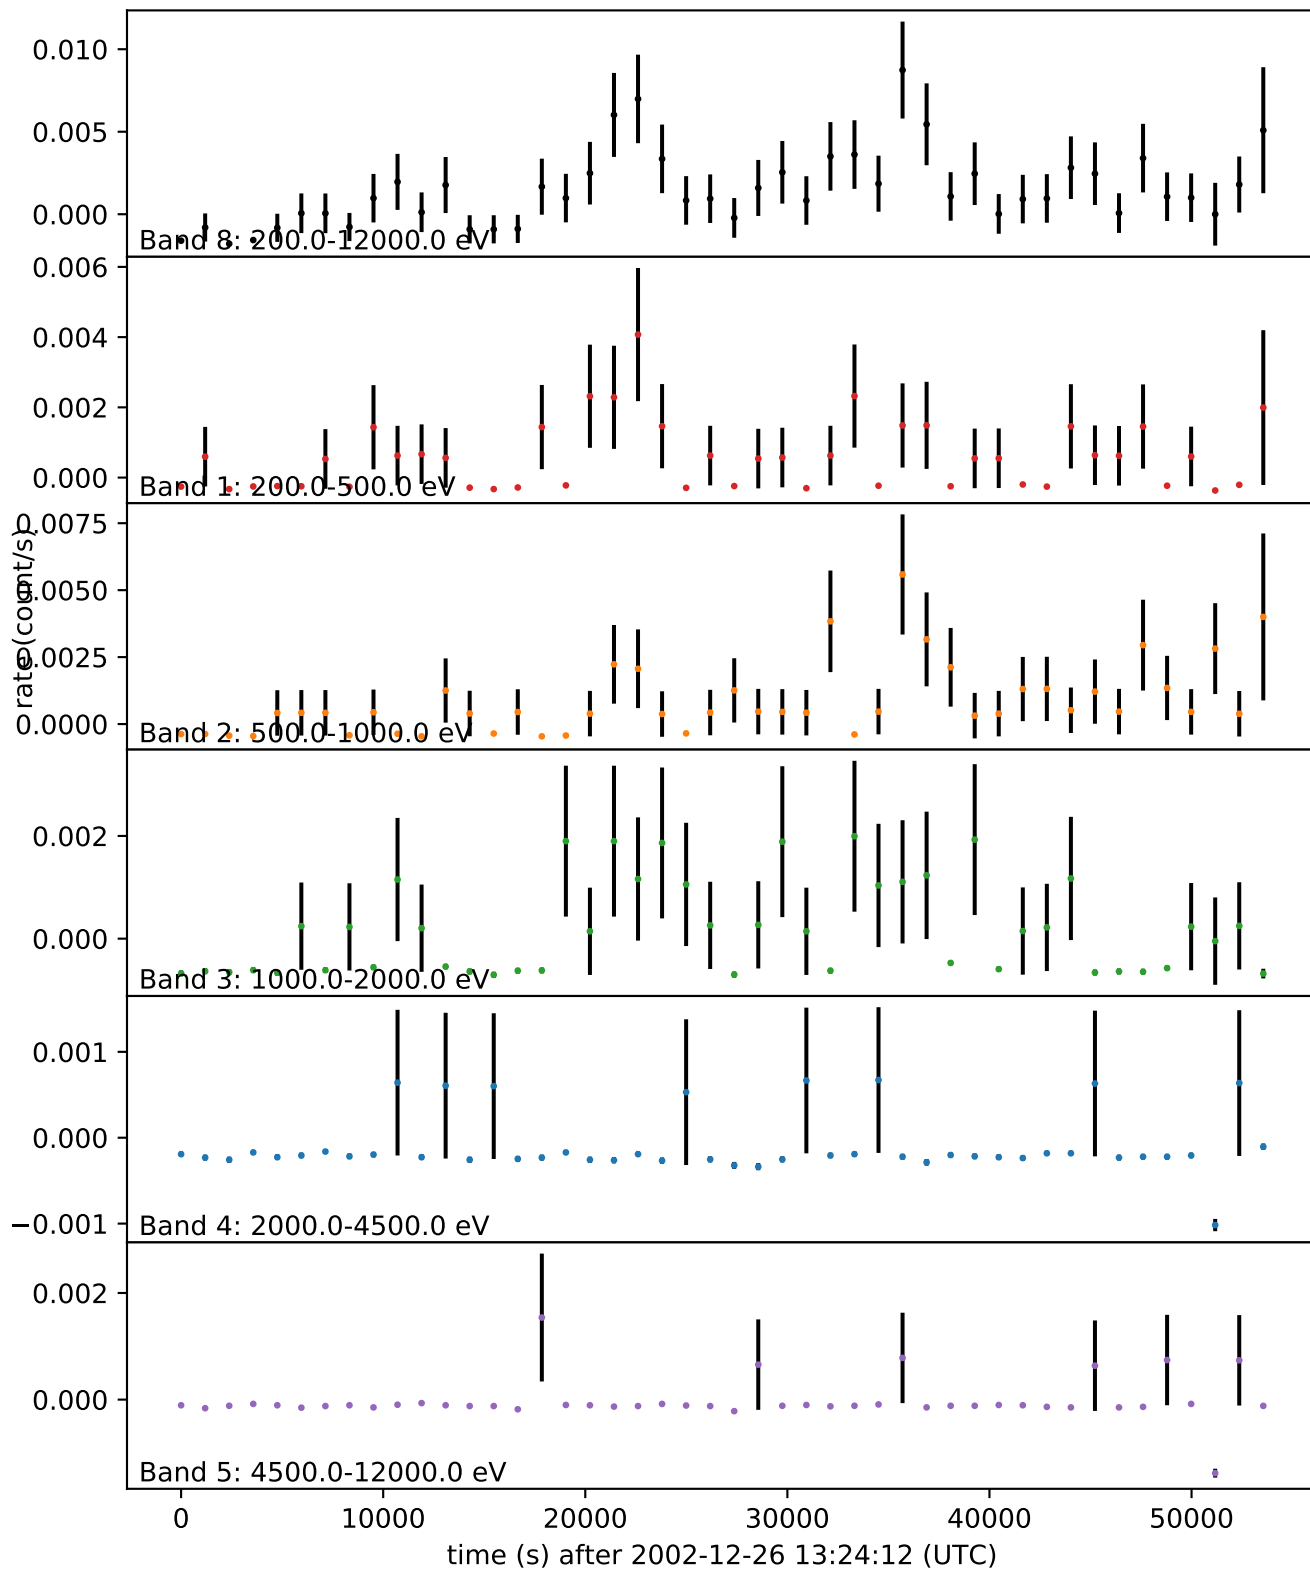 0.010
0.005
0.000
Band 8: 200.0-12000.0 eV
0.006
0.004
0.002
0.000
Band 1: 200.0-500.0 eV
rate (count/s)
0.0075
0.0050
0.0025
0.0000
Band 2: 500.0-1000.0 eV
0.002
0.000
Band 3: 1000.0-2000.0 eV
0.001
0.000
−0.001
Band 4: 2000.0-4500.0 eV
0.002
0.000
Band 5: 4500.0-12000.0 eV
0 10000 20000 30000 40000 50000
time (s) after 2002-12-26 13:24:12 (UTC)